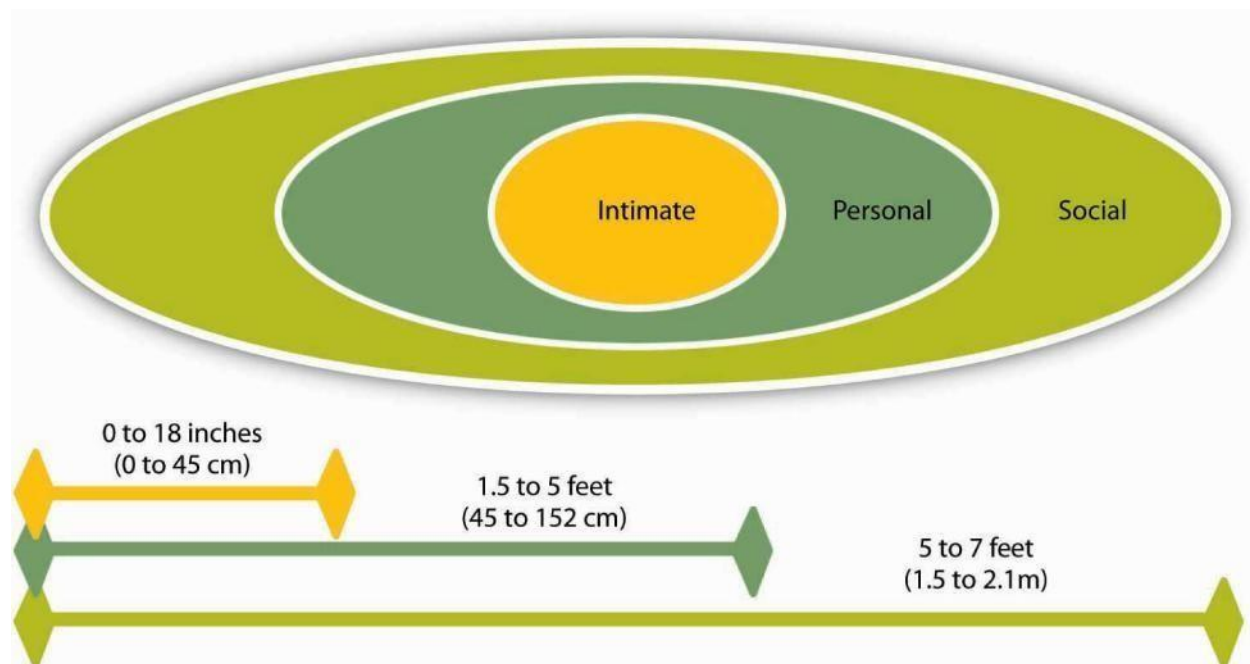 Intimate
Personal
Social
0 to 18 inches
(0 to 45 cm)
1.5 to 5 feet
(45 to 152 cm)
5 to 7 feet
(1.5 to 2.1m)